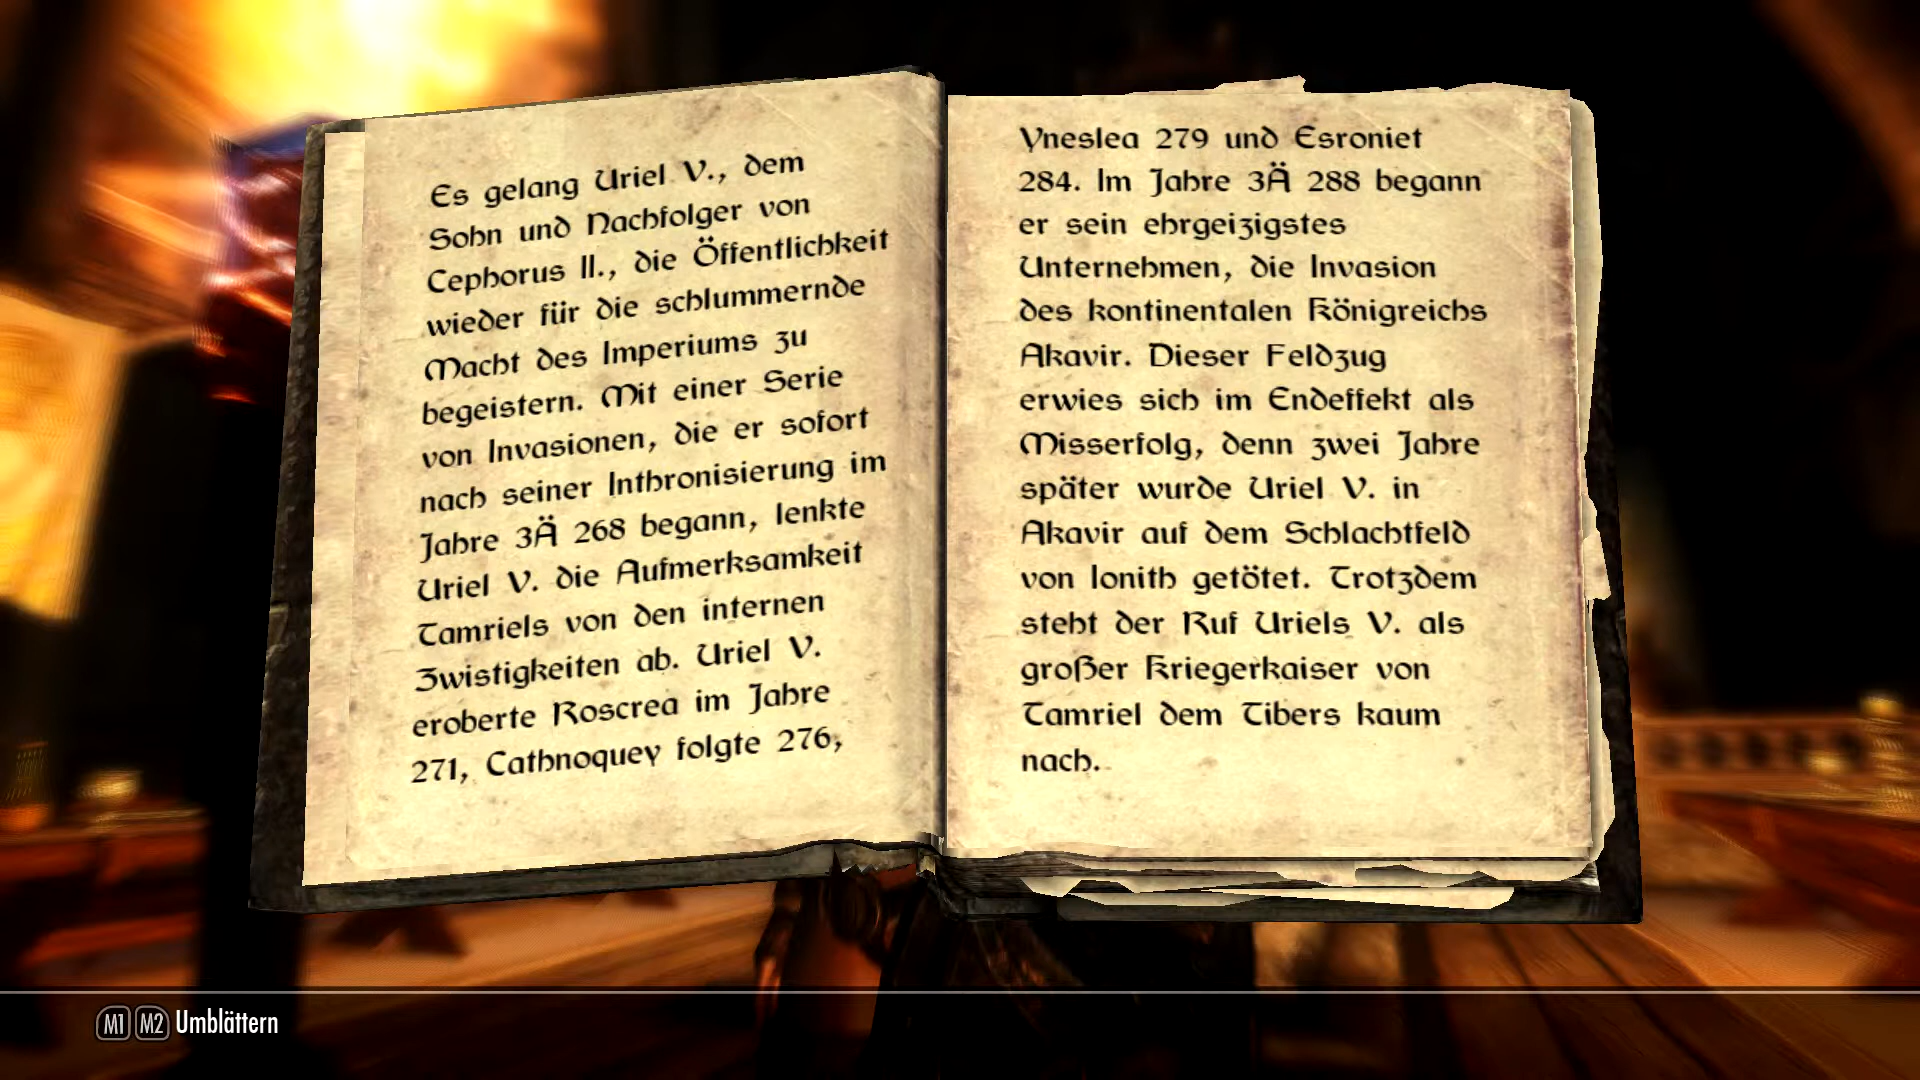 Es gelang Uriel V., dem
Sohn und Nachfolger von
Cephorus II., die Öffentlichkeit
wieder für die schlummernde
Macht des Imperiums zu
begeistern. Mit einer Serie
von Invasionen, die er sofort
nach seiner Inthronisierung im
Jahre 3Ä 268 begann, lenkte
Uriel V. die Aufmerksamkeit
Tamriels von den internen
Zwistigkeiten ab. Uriel V.
eroberte Roscrea im Jahre
271, Cathnoquey folgte 276,
Yneslea 279 und Esroniet
284. Im Jahre 3Ä 288 begann
er sein ehrgeizigstes
Unternehmen, die Invasion
des kontinentalen Königreichs
Akavir. Dieser Feldzug
erwies sich im Endeffekt als
Misserfolg, denn zwei Jahre
später wurde Uriel V. in
Akavir auf dem Schlachtfeld
von Ionith getötet. Trotzdem
steht der Ruf Uriels V. als
großer Kriegerkaiser von
Tamriel dem Tibers kaum
nach.
M1 M2 Umblättern